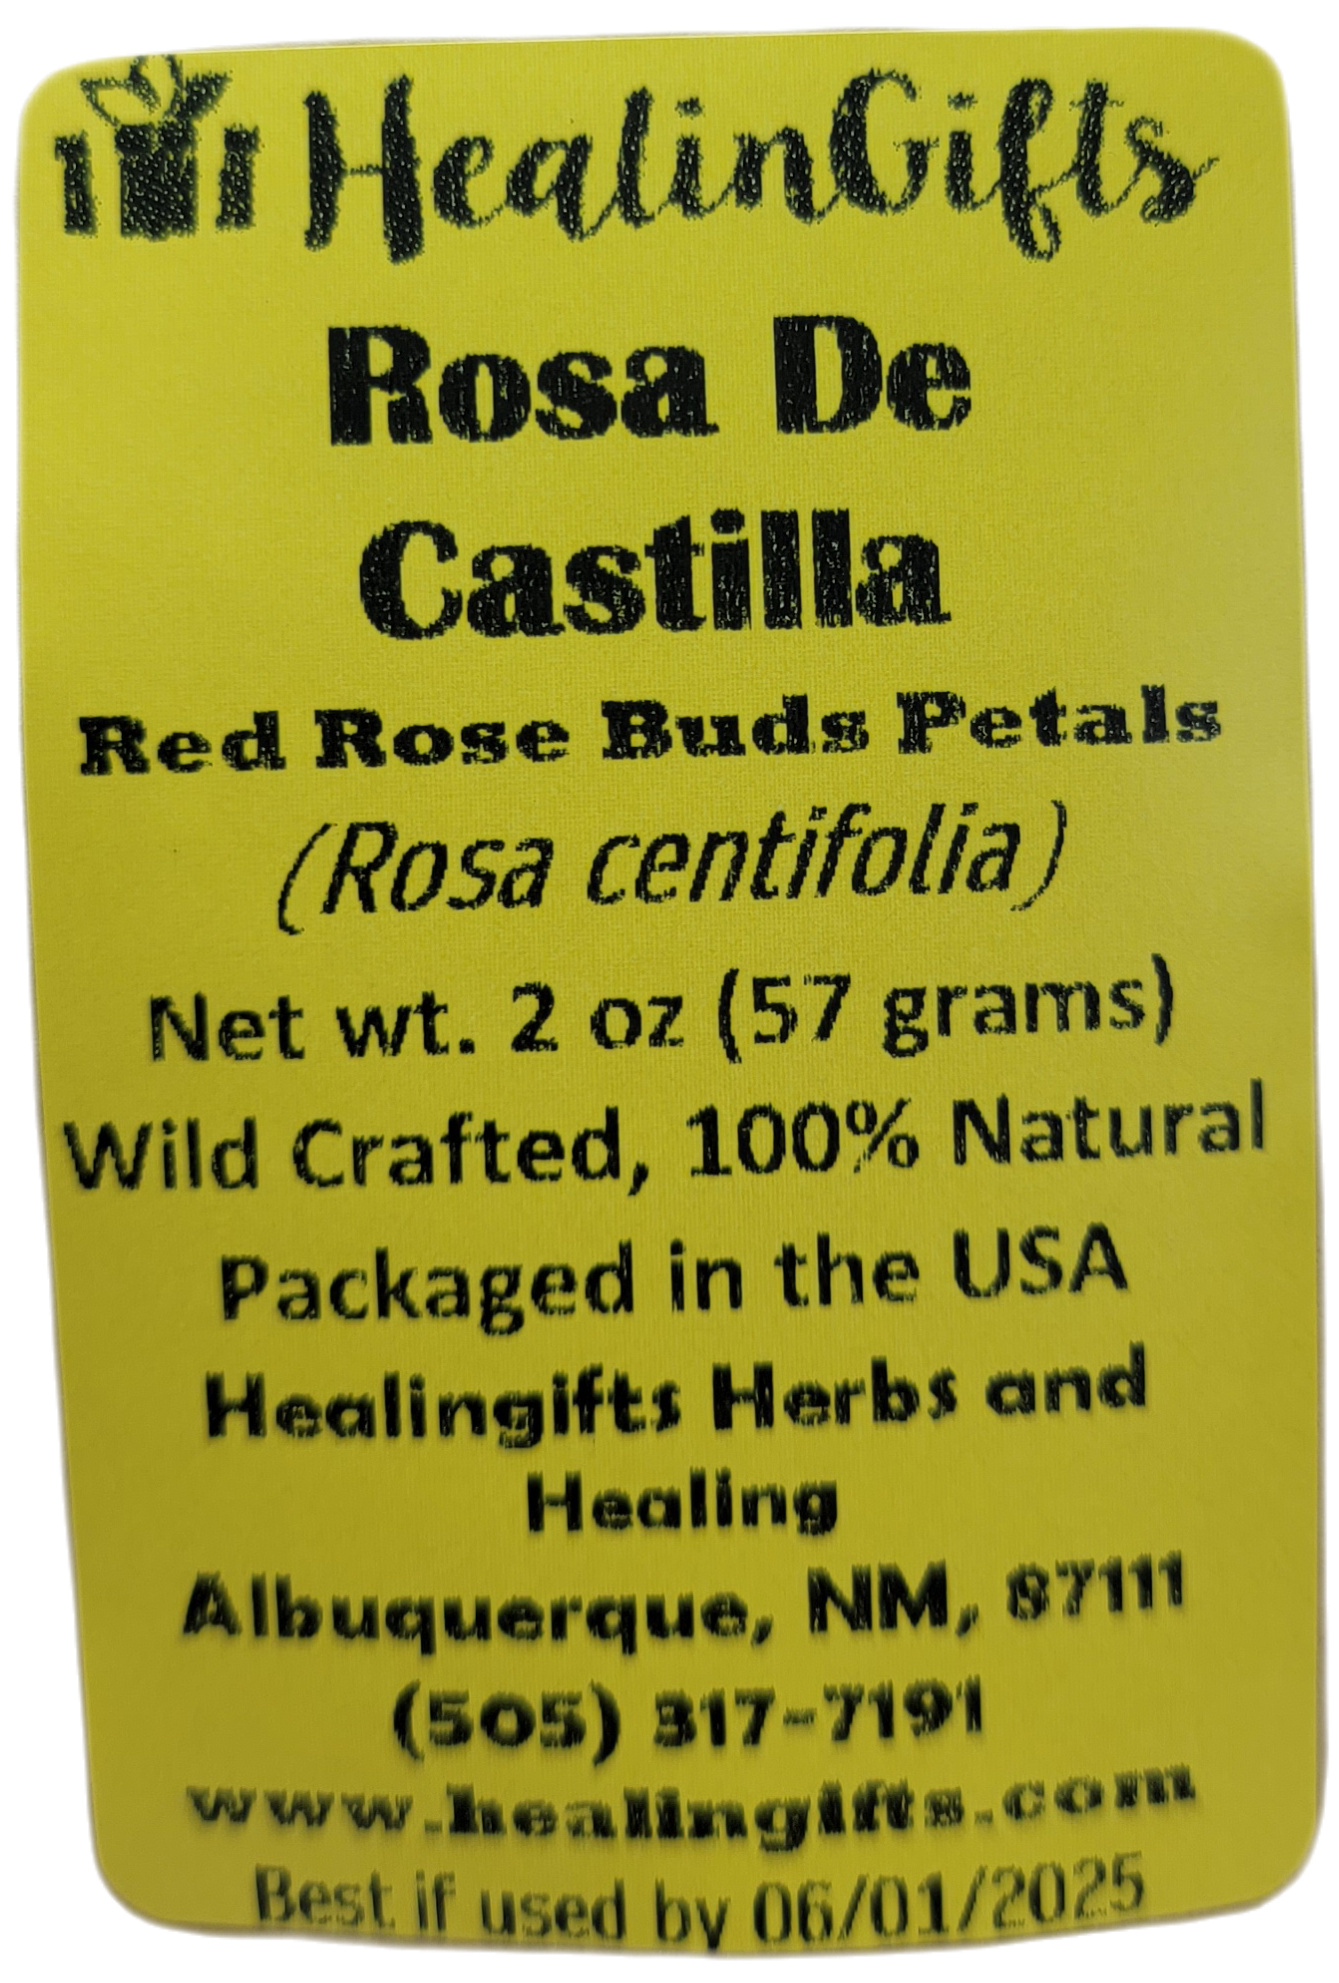 HealinGifts
Rosa De
Castilla
Red Rose Buds Petals
(Rosa centifolia)
Net wt. 2 oz (57 grams)
Wild Crafted, 100% Natural
Packaged in the USA
Healingifts Herbs and
Healing
Albuquerque, NM, 87111
(505) 317-7191
www.healingifts.com
Best if used by 06/01/2025